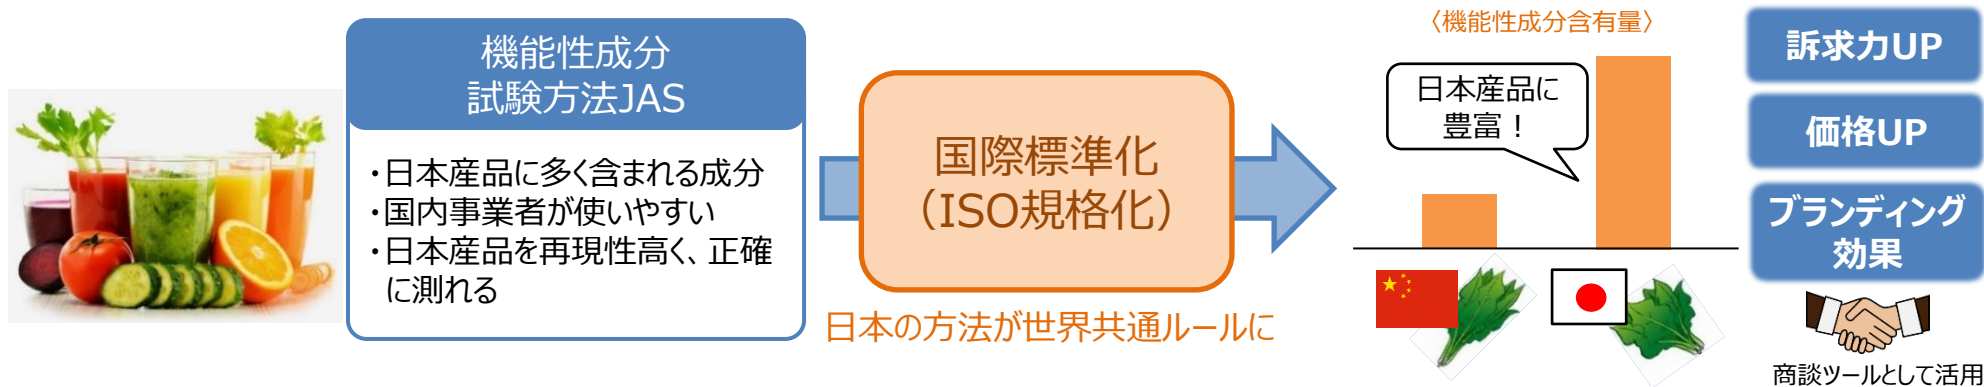 機能性成分
試験方法JAS
・日本産品に多く含まれる成分
・国内事業者が使いやすい
・日本産品を再現性高く、正確
に測れる
国際標準化
（ISO規格化）
日本の方法が世界共通ルールに
〈機能性成分含有量〉
日本産品に
豊富！
訴求力UP
価格UP
ブランディング
効果
商談ツールとして活用